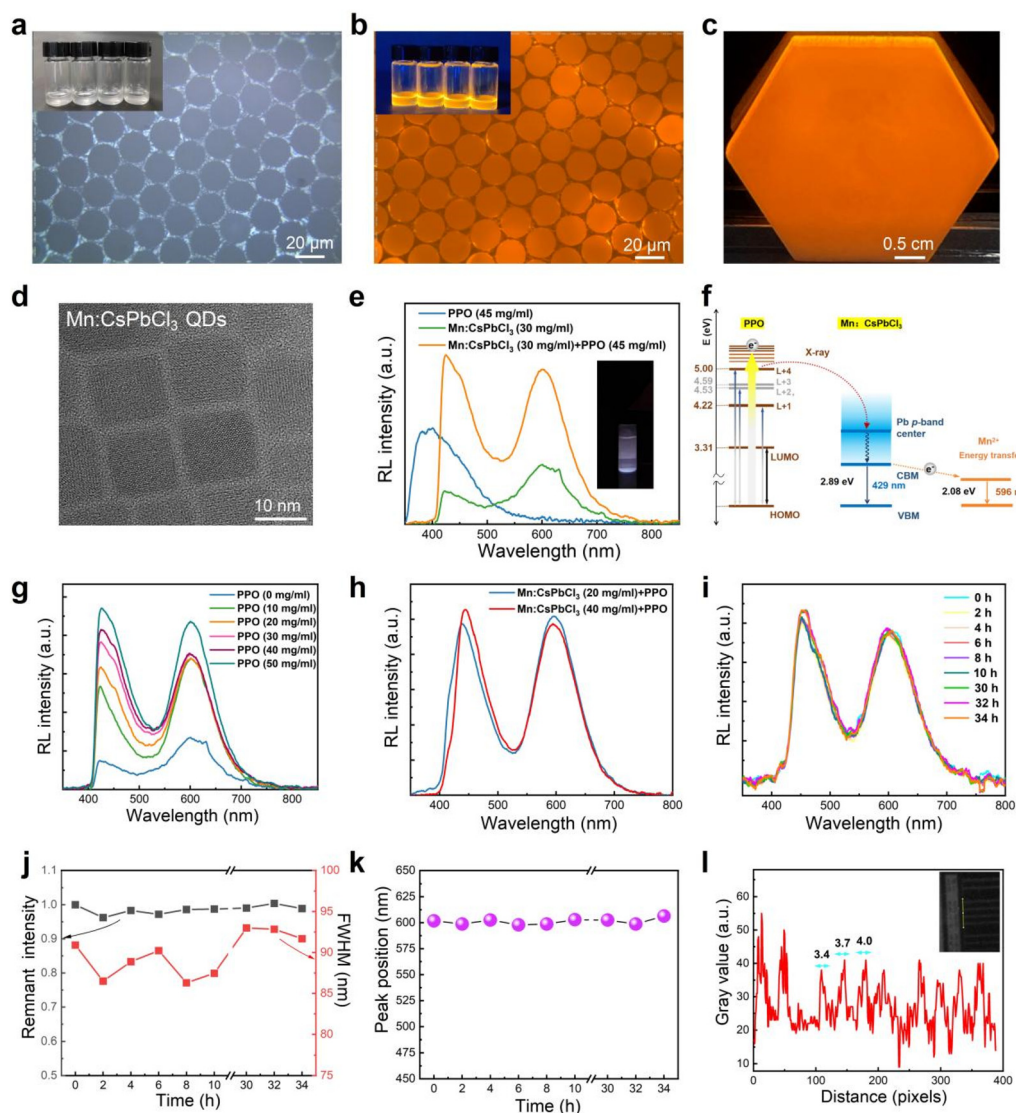 a
20 µm
b
20 µm
c
0.5 cm
d
Mn:CsPbCl₃ QDs
10 nm
e
RL intensity (a.u.)
PPO (45 mg/ml)
Mn:CsPbCl₃ (30 mg/ml)
Mn:CsPbCl₃ (30 mg/ml)+PPO (45 mg/ml)
400 500 600 700 800
Wavelength (nm)
f
E (eV)
PPO
Mn: CsPbCl₃
e⁻
X-ray
5.00
4.59
4.53
4.22
3.31
L+4
L+3
L+2
L+1
LUMO
HOMO
Pb p-band
center
CBM
VBM
2.89 eV
429 nm
e⁻
Mn²⁺
Energy transfe
2.08 eV
596 n
g
RL intensity (a.u.)
PPO (0 mg/ml)
PPO (10 mg/ml)
PPO (20 mg/ml)
PPO (30 mg/ml)
PPO (40 mg/ml)
PPO (50 mg/ml)
400 500 600 700 800
Wavelength (nm)
h
RL intensity (a.u.)
Mn:CsPbCl₃ (20 mg/ml)+PPO
Mn:CsPbCl₃ (40 mg/ml)+PPO
400 500 600 700 800
Wavelength (nm)
i
RL intensity (a.u.)
0 h
2 h
4 h
6 h
8 h
10 h
30 h
32 h
34 h
400 500 600 700 800
Wavelength (nm)
j
Remnant intensity
1.1
1.0
0.9
0.8
0.7
0.6
0.5
100
95
90
85
80
75
FWHM (nm)
0 2 4 6 8 10 30 32 34
Time (h)
k
Peak position (nm)
650
625
600
575
550
525
500
475
450
0 2 4 6 8 10 30 32 34
Time (h)
l
Gray value
60
50
40
30
20
10
3.4
3.7
4.0
0 100 200 300 400
Distance (pixels)